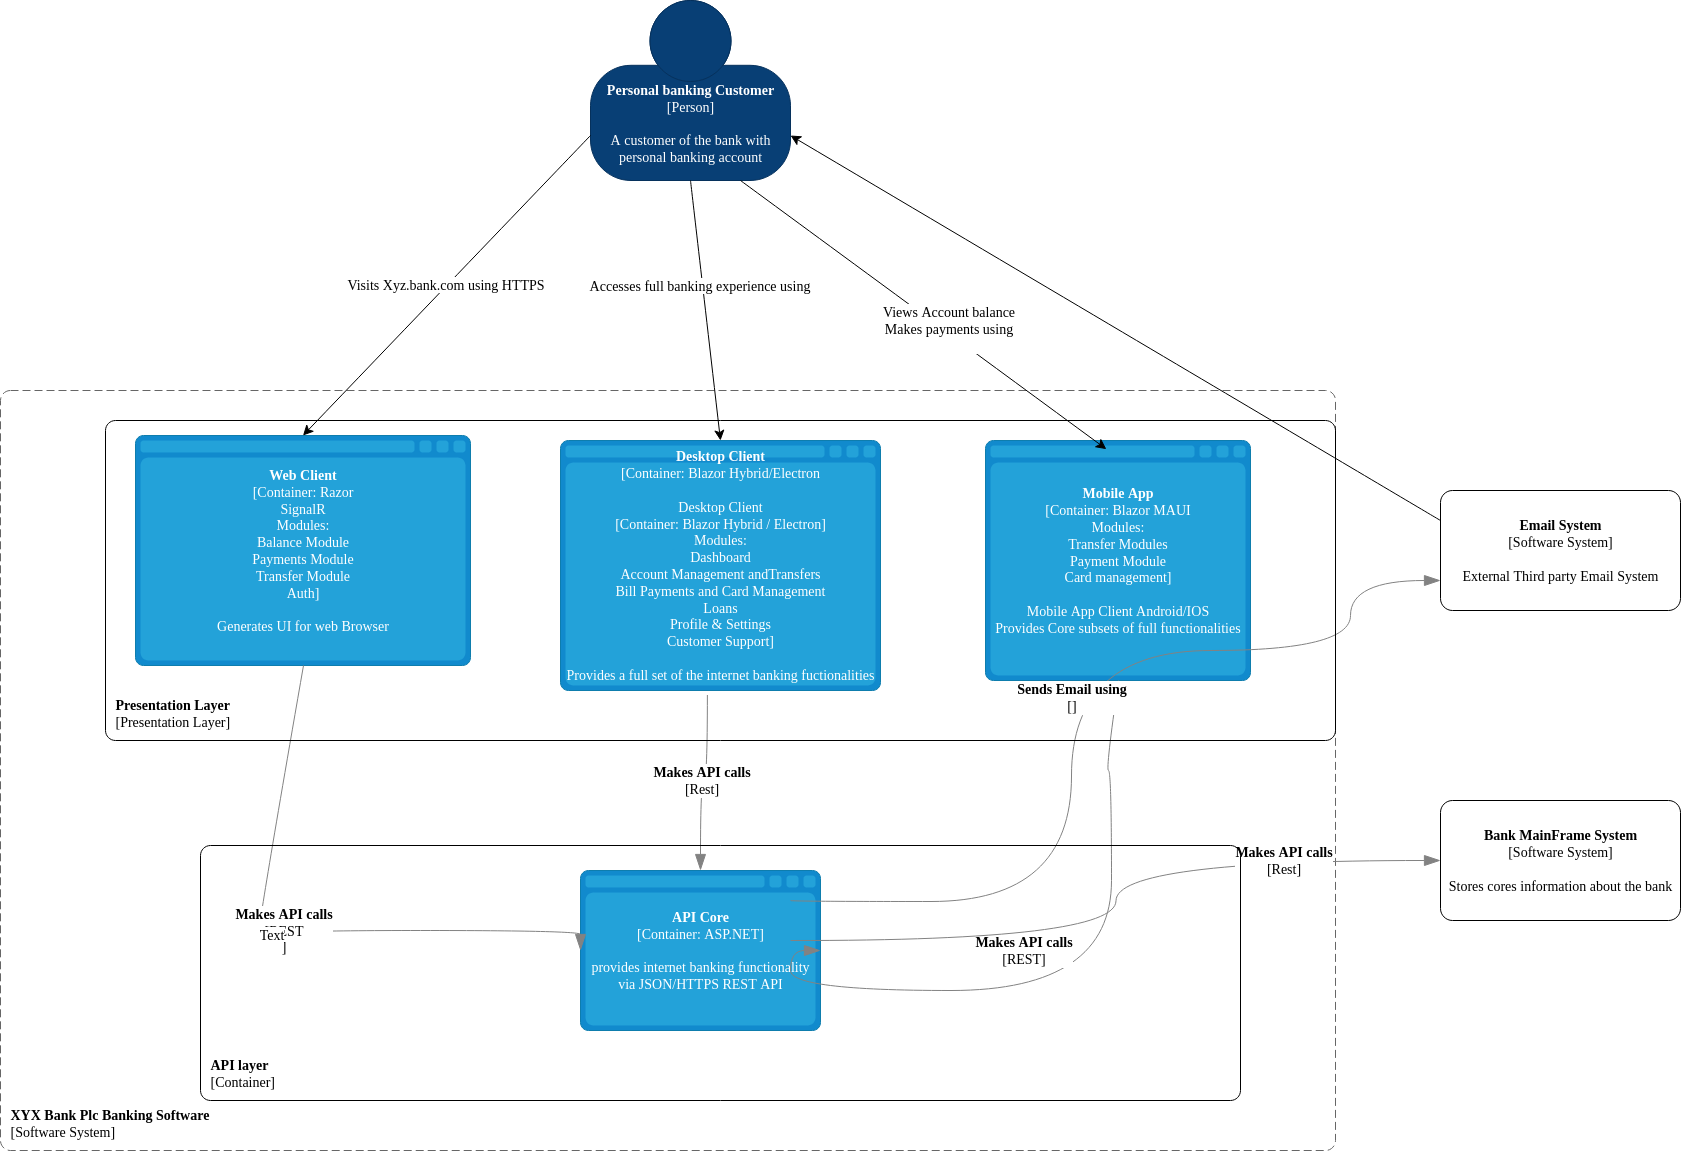 Personal banking Customer
[Person]
A customer of the bank with
personal banking account
Visits Xyz.bank.com using HTTPS
Accesses full banking experience using
Views Account balance
Makes payments using
Web Client
[Container: Razor
SignalR
Modules:
Balance Module
Payments Module
Transfer Module
Auth]
Generates UI for web Browser
Desktop Client
[Container: Blazor Hybrid/Electron
Desktop Client
[Container: Blazor Hybrid / Electron]
Modules:
Dashboard
Account Management andTransfers
Bill Payments and Card Management
Loans
Profile & Settings
Customer Support]
Provides a full set of the internet banking fuctionalities
Mobile App
[Container: Blazor MAUI
Modules:
Transfer Modules
Payment Module
Card management]
Mobile App Client Android/IOS
Provides Core subsets of full functionalities
Email System
[Software System]
External Third party Email System
Sends Email using
[]
Presentation Layer
[Presentation Layer]
Makes API calls
[Rest]
Bank MainFrame System
[Software System]
Stores cores information about the bank
Makes API calls
[Rest]
Makes API calls
Text
]
API Core
[Container: ASP.NET]
provides internet banking functionality
via JSON/HTTPS REST API
Makes API calls
[REST]
API layer
[Container]
XYX Bank Plc Banking Software
[Software System]